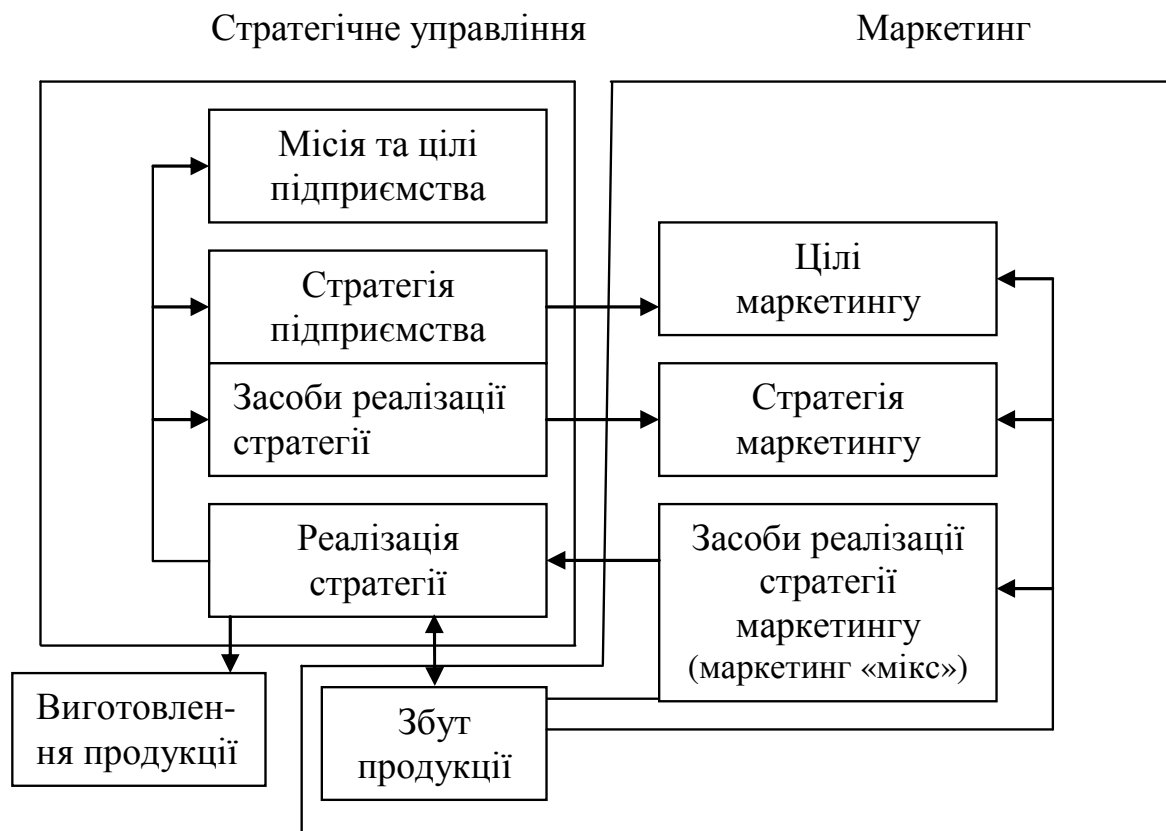 Стратегічне управління
Маркетинг
Місія та цілі
підприємства
Стратегія
підприємства
Засоби реалізації
стратегії
Реалізація
стратегії
Виготовлен-
ня продукції
Збут
продукції
Цілі
маркетингу
Стратегія
маркетингу
Засоби реалізації
стратегії
маркетингу
(маркетинг «мікс»)